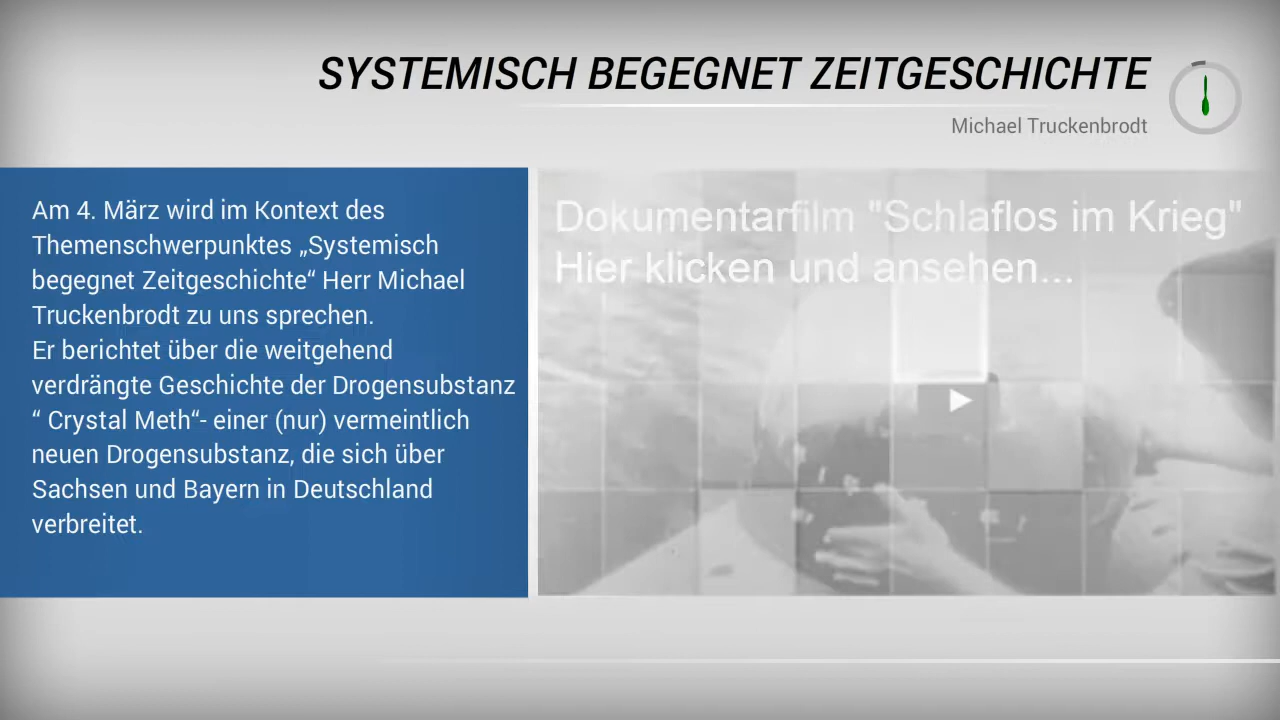 SYSTEMISCH BEGEGNET ZEITGESCHICHTE
Michael Truckenbrodt
Am 4. März wird im Kontext des
Themenschwerpunktes „Systemisch
begegnet Zeitgeschichte“ Herr Michael
Truckenbrodt zu uns sprechen.
Er berichtet über die weitgehend
verdrängte Geschichte der Drogensubstanz
“ Crystal Meth“- einer (nur) vermeintlich
neuen Drogensubstanz, die sich über
Sachsen und Bayern in Deutschland
verbreitet.
Dokumentarfilm "Schlaflos im Krieg"
Hier klicken und ansehen...